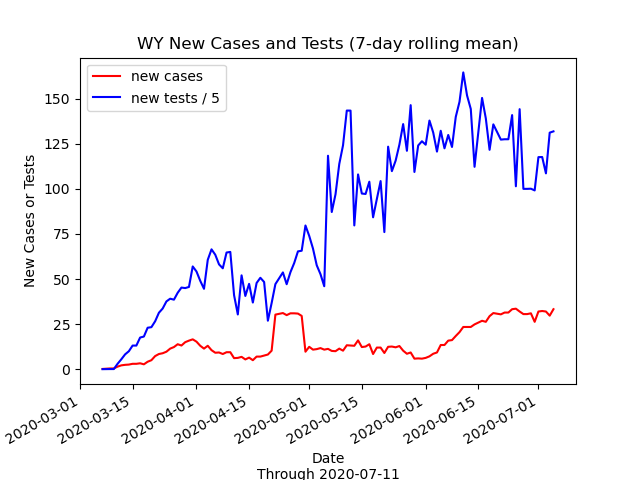 WY New Cases and Tests (7-day rolling mean)
new cases
new tests / 5
New Cases or Tests
150
125
100
75
50
25
0
2020-03-01
2020-03-15
2020-04-01
2020-04-15
2020-05-01
2020-05-15
2020-06-01
2020-06-15
2020-07-01
Date
Through 2020-07-11